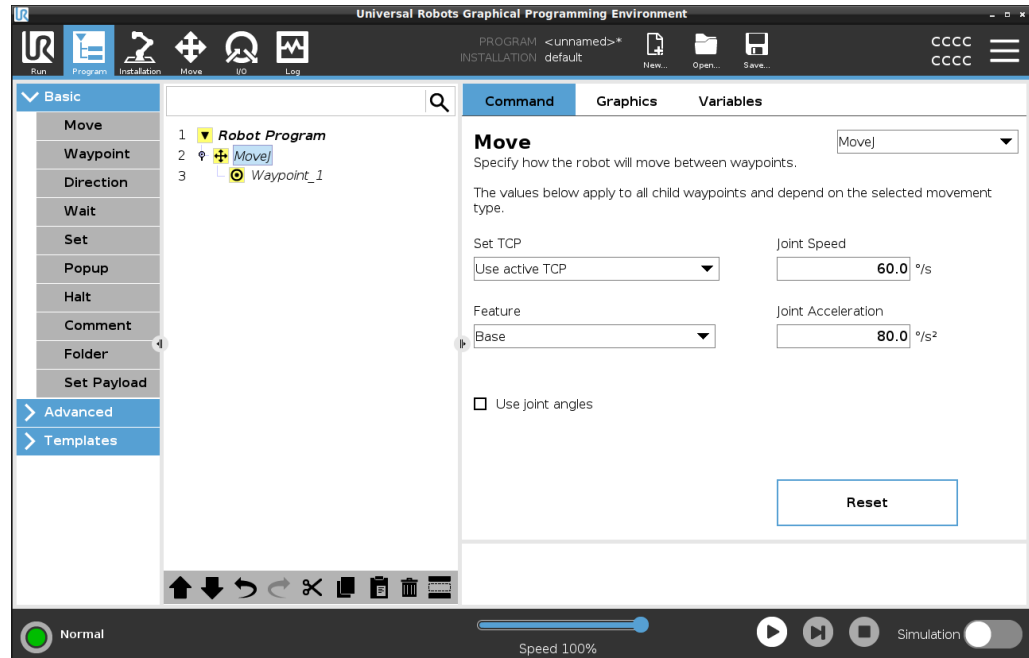 UR
Universal Robots Graphical Programming Environment
UR
Run
Program
Installation
Move
I/O
Log
PROGRAM <unnamed>*
INSTALLATION default
New...
Open...
Save...
CCCC
CCCC
Basic
Move
Waypoint
Direction
Wait
Set
Popup
Halt
Comment
Folder
Set Payload
Advanced
Templates
1 Robot Program
2 MoveJ
3 Waypoint_1
Command Graphics Variables
Move
MoveJ
Specify how the robot will move between waypoints.
The values below apply to all child waypoints and depend on the selected movement
type.
Set TCP
Use active TCP
Joint Speed
60.0 °/s
Feature
Base
Joint Acceleration
80.0 °/s²
Use joint angles
Reset
Normal
Speed 100%
Simulation